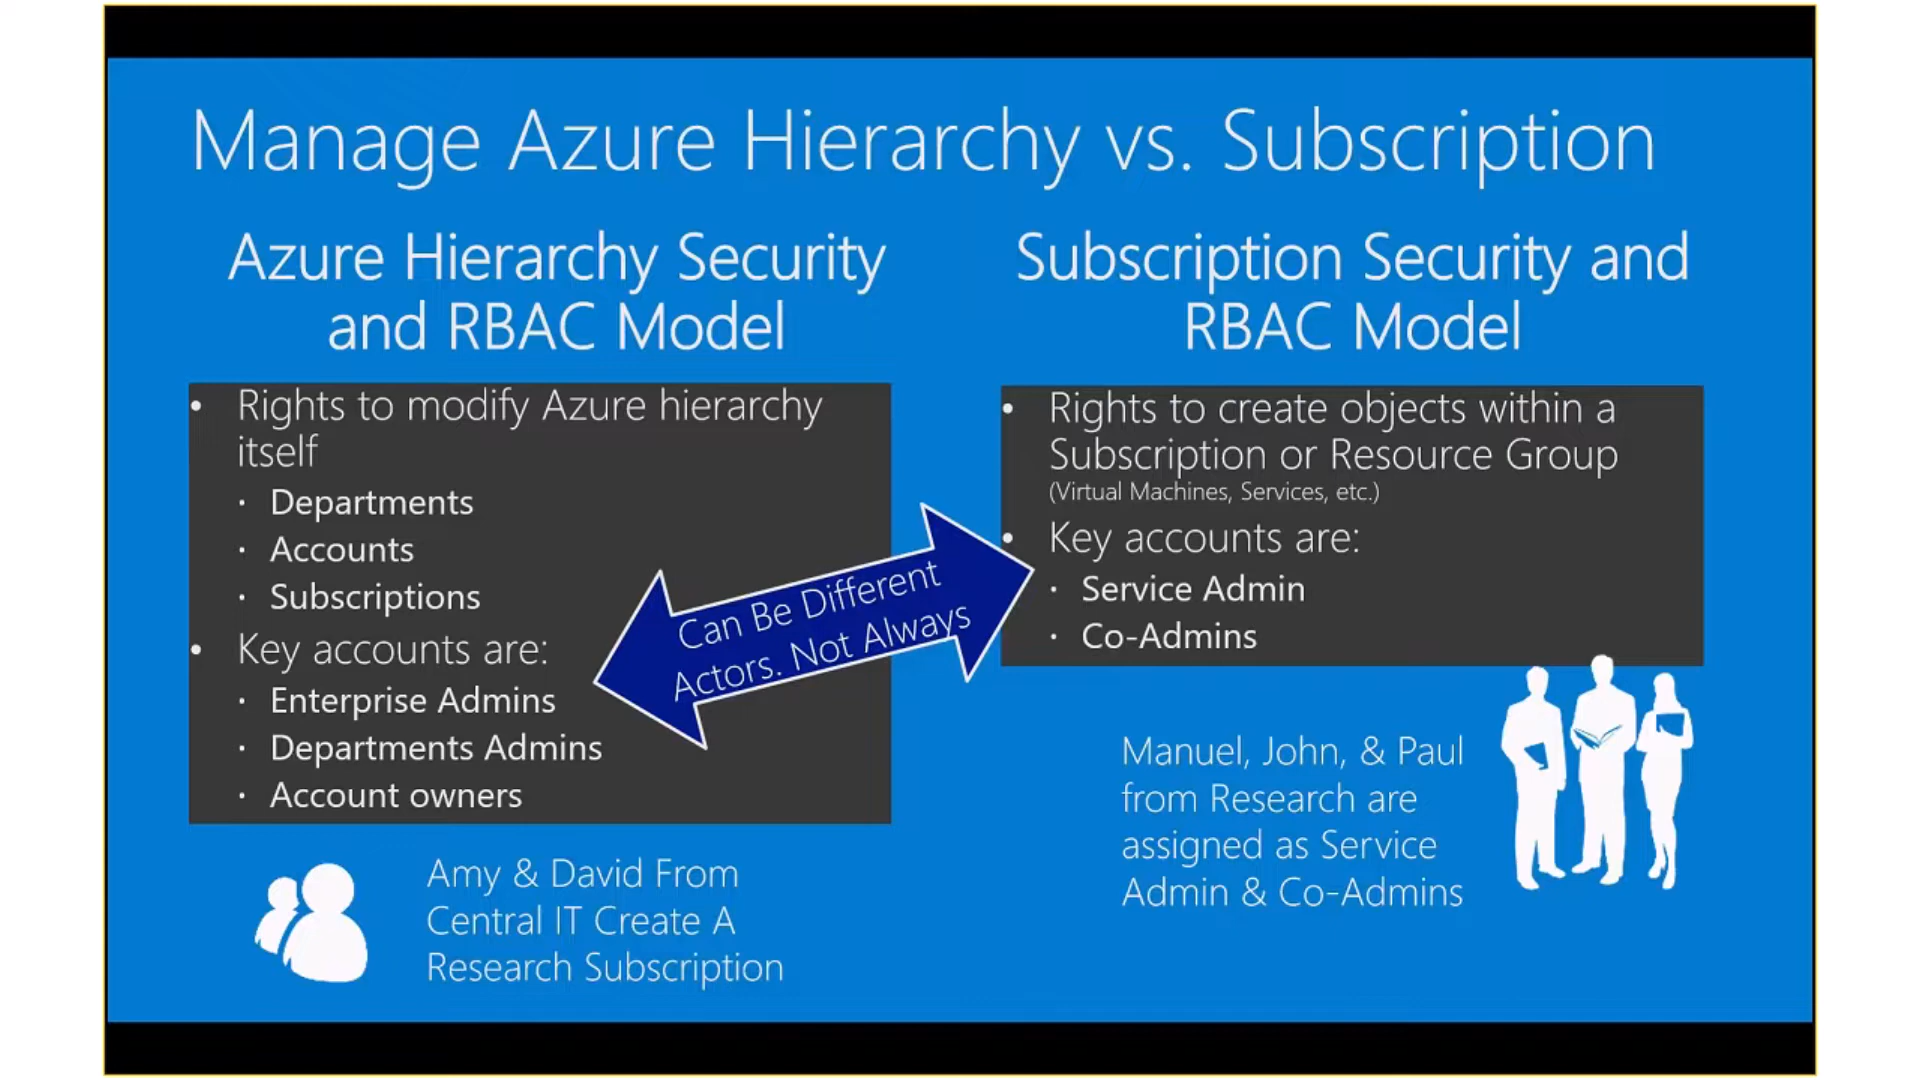 Manage Azure Hierarchy vs. Subscription
Azure Hierarchy Security
and RBAC Model
• Rights to modify Azure hierarchy
itself
· Departments
· Accounts
· Subscriptions
• Key accounts are:
· Enterprise Admins
· Departments Admins
· Account owners
Amy & David From
Central IT Create A
Research Subscription
Can Be Different
Actors. Not Always
Subscription Security and
RBAC Model
• Rights to create objects within a
Subscription or Resource Group
(Virtual Machines, Services, etc.)
• Key accounts are:
· Service Admin
· Co-Admins
Manuel, John, & Paul
from Research are
assigned as Service
Admin & Co-Admins